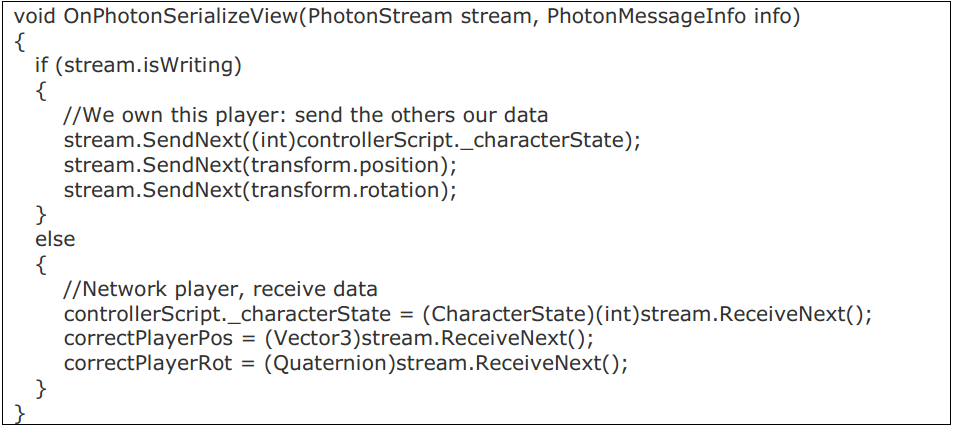 void OnPhotonSerializeView(PhotonStream stream, PhotonMessageInfo info)
{
if (stream.isWriting)
{
//We own this player: send the others our data
stream.SendNext((int)controllerScript._characterState);
stream.SendNext(transform.position);
stream.SendNext(transform.rotation);
}
else
{
//Network player, receive data
controllerScript._characterState = (CharacterState)(int)stream.ReceiveNext();
correctPlayerPos = (Vector3)stream.ReceiveNext();
correctPlayerRot = (Quaternion)stream.ReceiveNext();
}
}